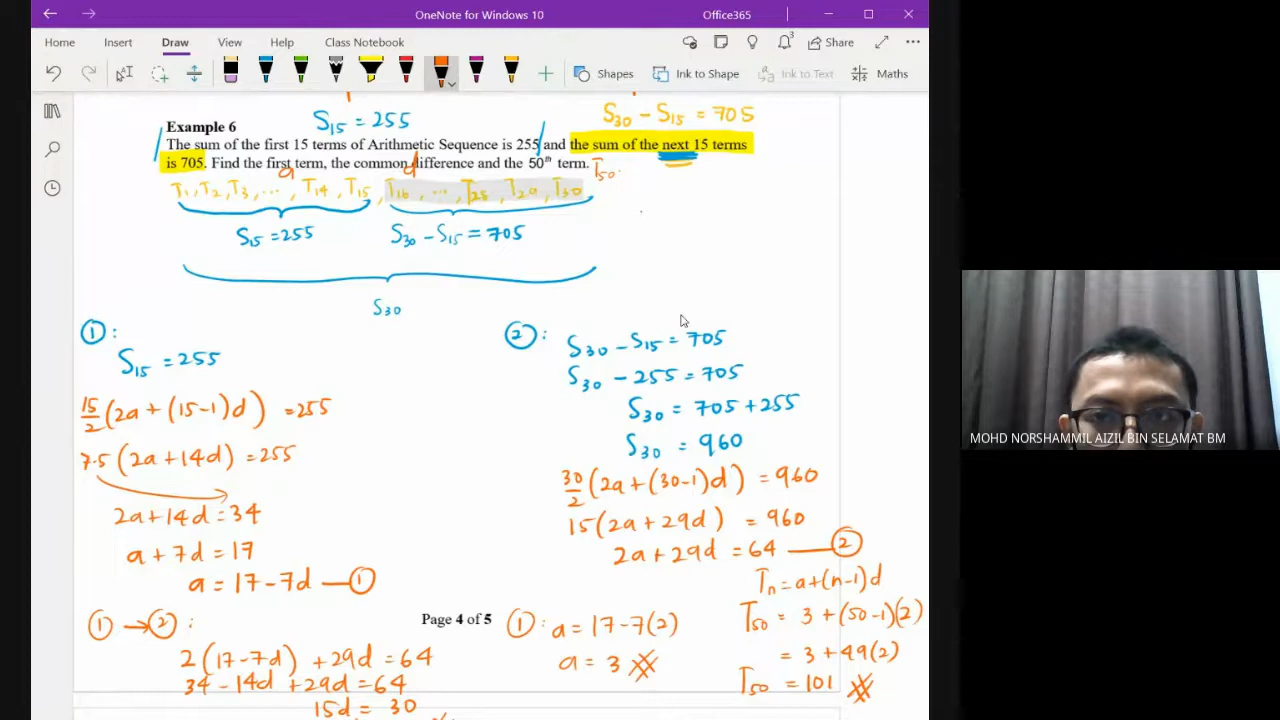 OneNote for Windows 10
Office365
Home Insert Draw View Help Class Notebook
Share
Shapes Ink to Shape Ink to Text Maths
S15 = 255
S30 - S15 = 705
Example 6
The sum of the first 15 terms of Arithmetic Sequence is 255 and the sum of the next 15 terms
is 705. Find the first term, the common difference and the 50th term.
a d T50.
T1, T2, T3, ... T14, T15, T16, ..., T28, T29, T30
S15 = 255
S30 - S15 = 705
S30
①:
S15 = 255
15/2 (2a + (15-1)d) = 255
7.5 (2a + 14d) = 255
2a + 14d = 34
a + 7d = 17
a = 17 - 7d — ①
②:
S30 - S15 = 705
S30 - 255 = 705
S30 = 705 + 255
S30 = 960
30/2 (2a + (30-1)d) = 960
15(2a + 29d) = 960
2a + 29d = 64 — ②
① → ②:
2(17-7d) + 29d = 64
34 - 14d + 29d = 64
15d = 30
Page 4 of 5
①: a = 17 - 7(2)
a = 3
Tn = a + (n-1)d
T50 = 3 + (50-1)(2)
= 3 + 49(2)
T50 = 101
MOHD NORSHAMMIL AIZIL BIN SELAMAT BM